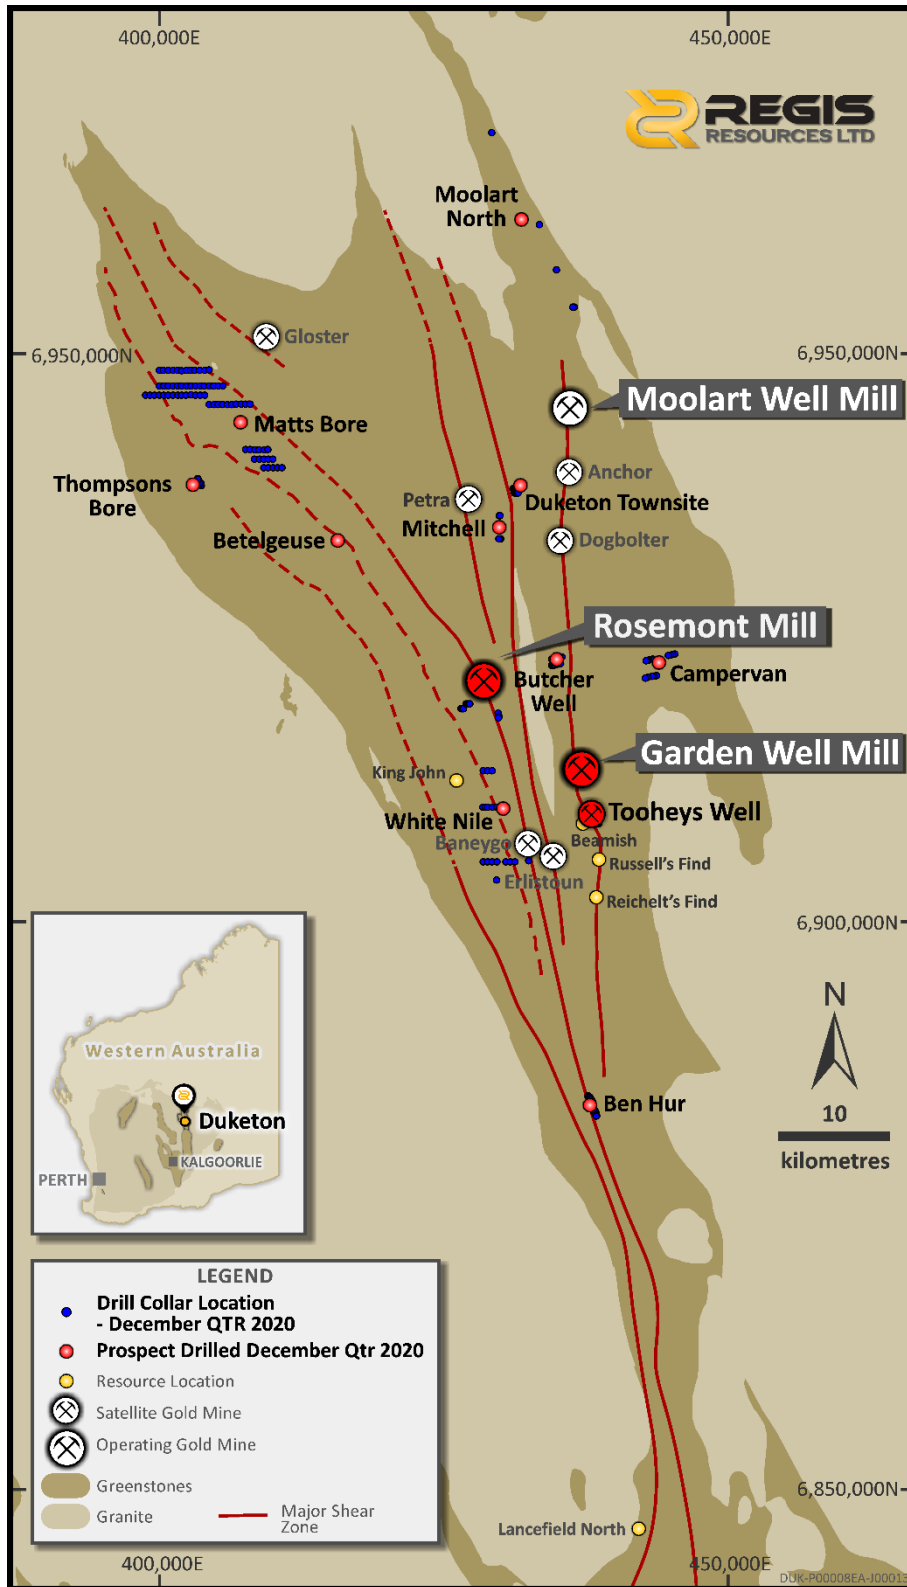 400,000E
450,000E
REGIS
RESOURCES LTD
Moolart
North
Gloster
6,950,000N
6,950,000N
Moolart Well Mill
Matts Bore
Anchor
Thompsons
Bore
Petra
Duketon Townsite
Mitchell
Betelgeuse
Dogbolter
Rosemont Mill
Butcher
Well
Campervan
Garden Well Mill
King John
White Nile
Tooheys Well
Baneygo
Beamish
Erlistoun
Russell's Find
Reichelt's Find
6,900,000N
Western Australia
Duketon
KALGOORLIE
PERTH
N
10
kilometres
Ben Hur
LEGEND
Drill Collar Location
- December QTR 2020
Prospect Drilled December Qtr 2020
Resource Location
Satellite Gold Mine
Operating Gold Mine
Greenstones
Granite
Major Shear
Zone
6,850,000N
Lancefield North
400,000E
450,000E
DUK-P00008EA-J00013